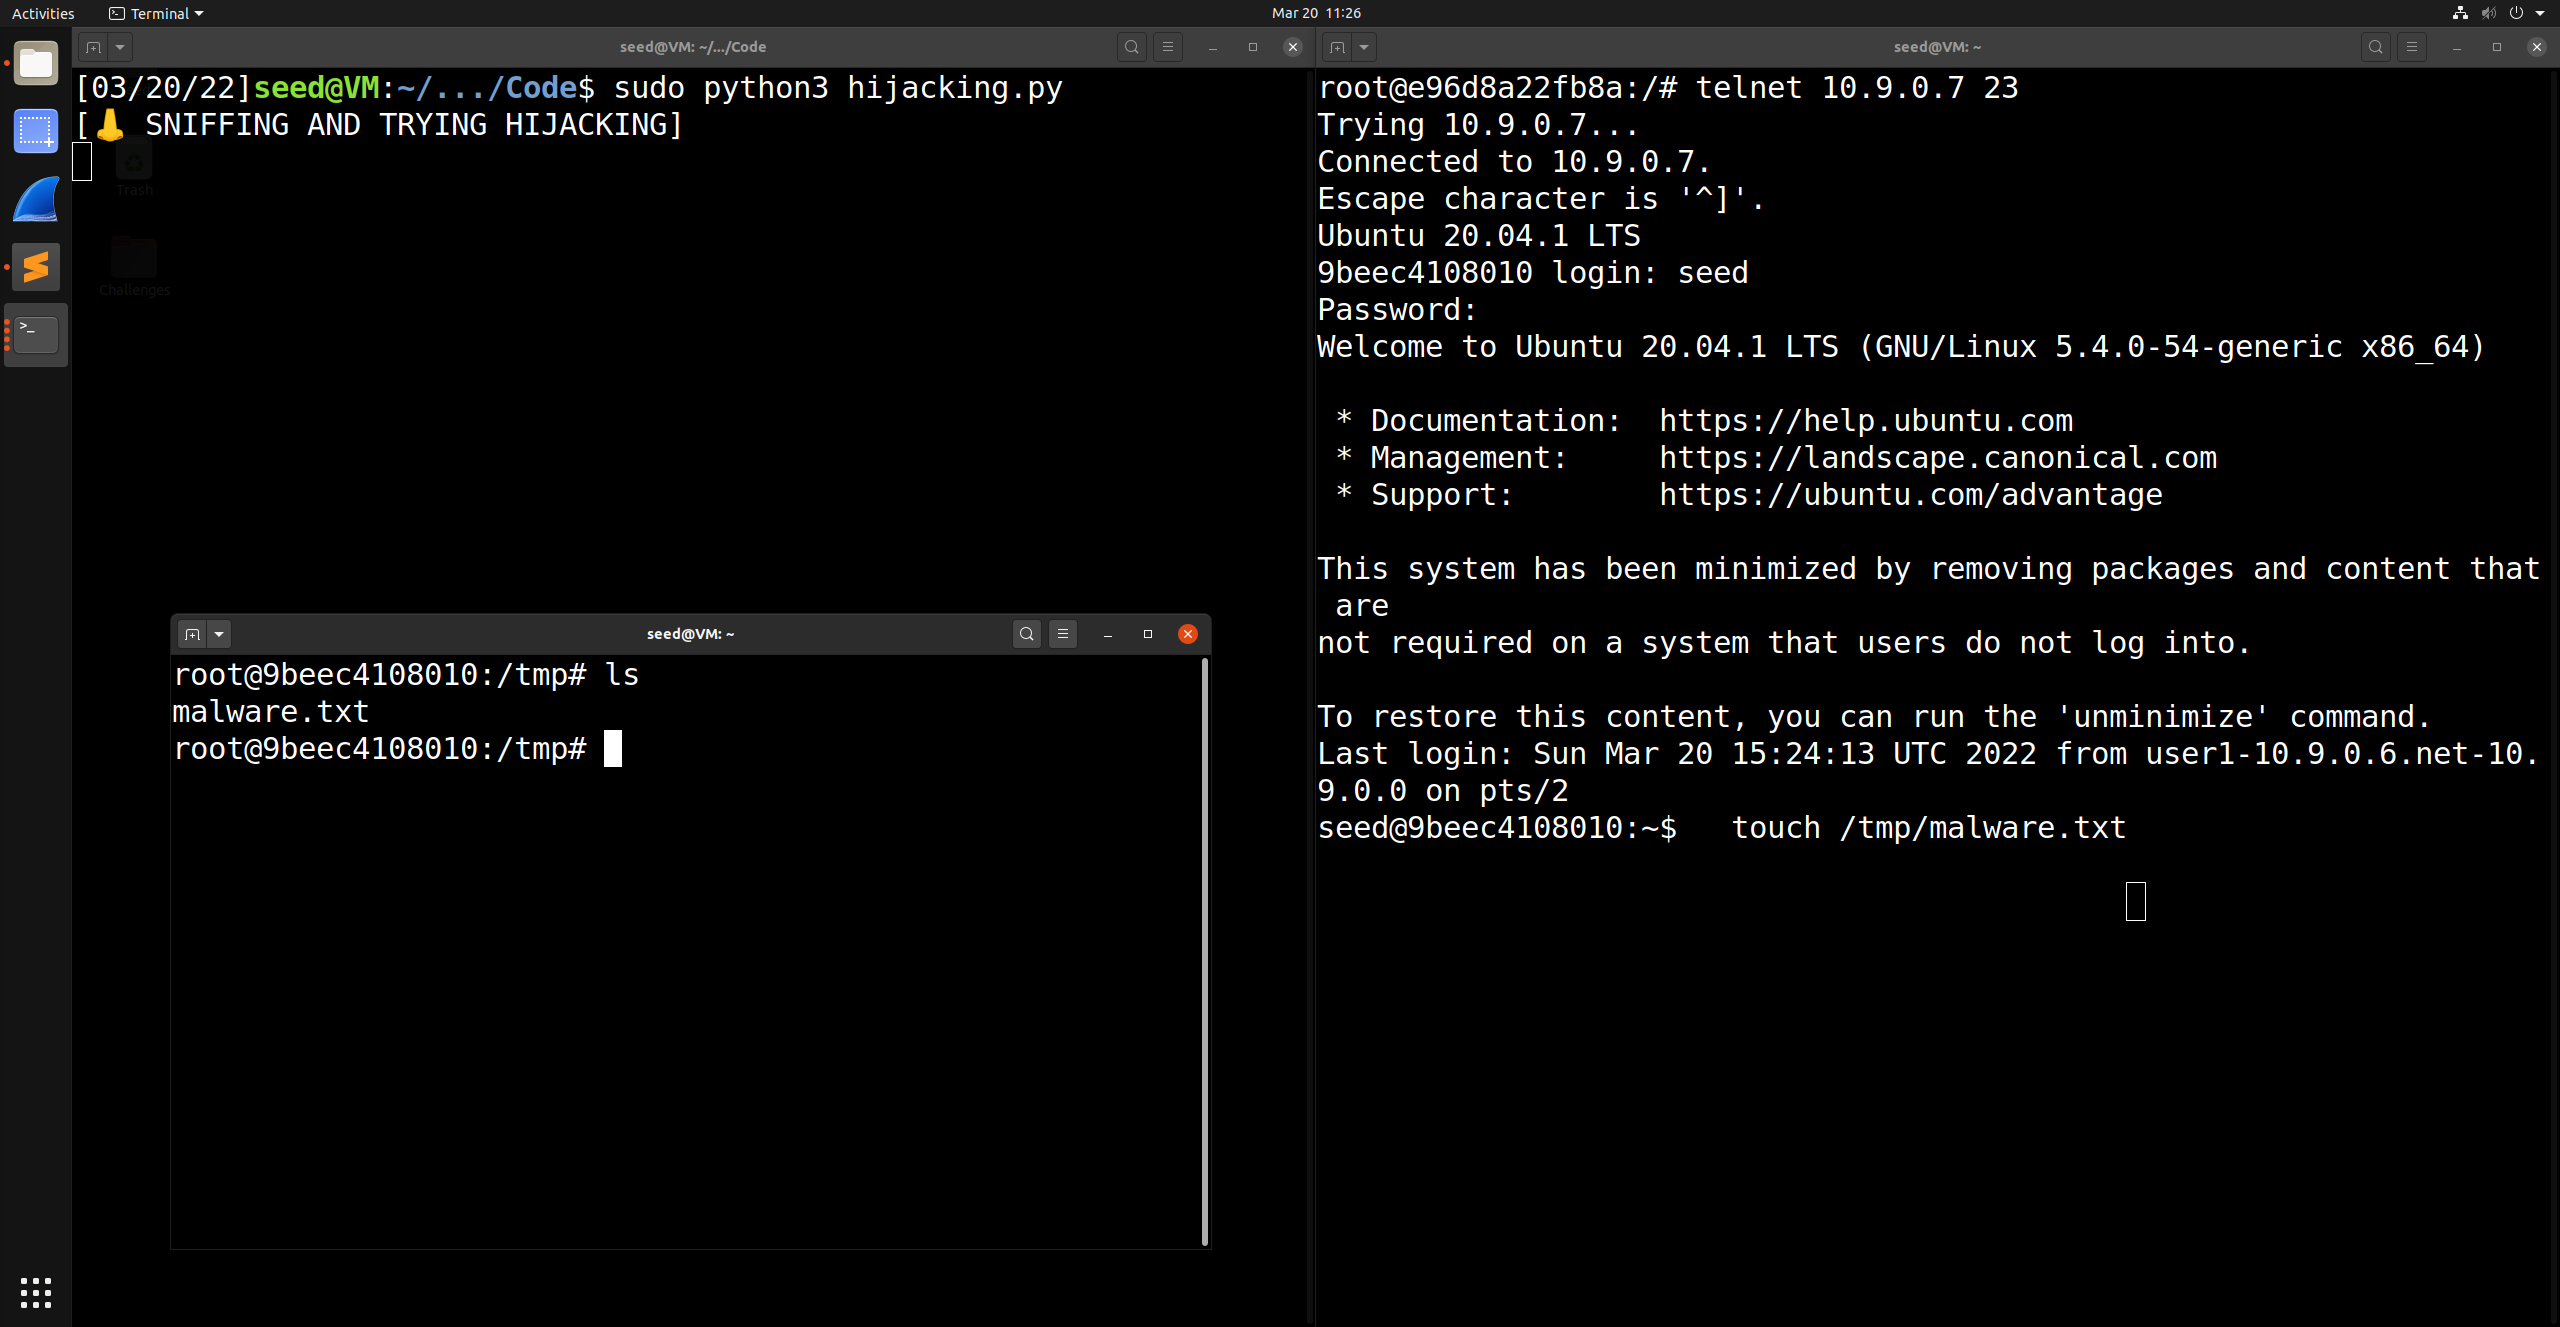 Activities
Terminal
Mar 20 11:26
seed@VM: ~/.../Code
[03/20/22]seed@VM:~/.../Code$ sudo python3 hijacking.py
[👃 SNIFFING AND TRYING HIJACKING]
Trash
Challenges
seed@VM: ~
root@9beec4108010:/tmp# ls
malware.txt
root@9beec4108010:/tmp#
seed@VM: ~
root@e96d8a22fb8a:/# telnet 10.9.0.7 23
Trying 10.9.0.7...
Connected to 10.9.0.7.
Escape character is '^]'.
Ubuntu 20.04.1 LTS
9beec4108010 login: seed
Password:
Welcome to Ubuntu 20.04.1 LTS (GNU/Linux 5.4.0-54-generic x86_64)
* Documentation:  https://help.ubuntu.com
* Management:     https://landscape.canonical.com
* Support:        https://ubuntu.com/advantage
This system has been minimized by removing packages and content that
are
not required on a system that users do not log into.
To restore this content, you can run the 'unminimize' command.
Last login: Sun Mar 20 15:24:13 UTC 2022 from user1-10.9.0.6.net-10.
9.0.0 on pts/2
seed@9beec4108010:~$   touch /tmp/malware.txt